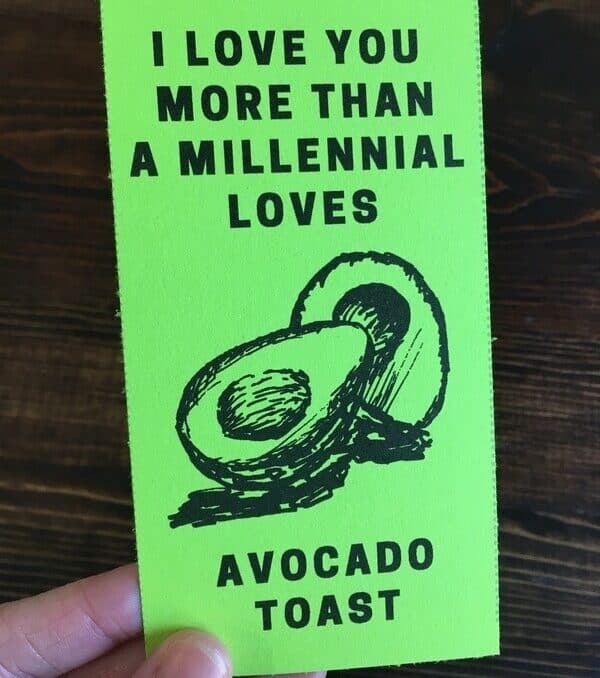 I LOVE YOU
MORE THAN
A MILLENNIAL
LOVES
AVOCADO
TOAST